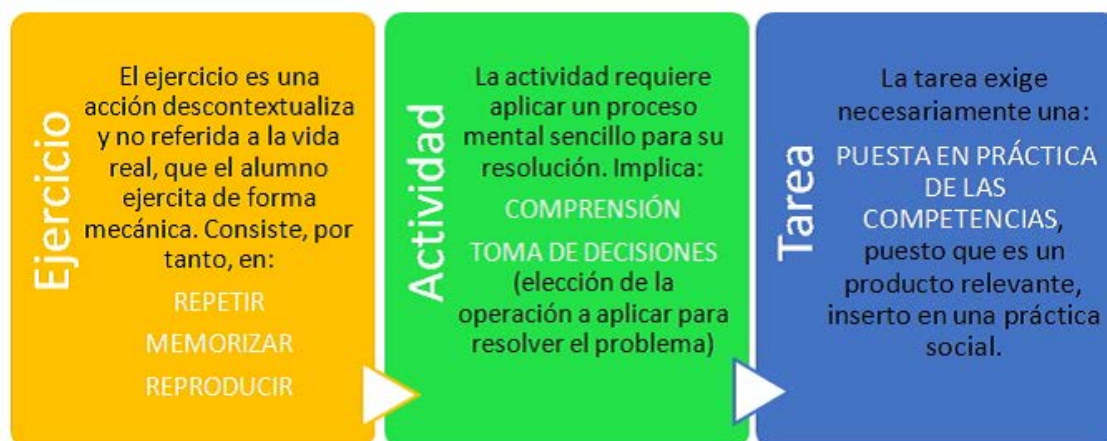 Ejercicio
El ejercicio es una
acción descontextualiza
y no referida a la vida
real, que el alumno
ejercita de forma
mecánica. Consiste, por
tanto, en:
REPETIR
MEMORIZAR
REPRODUCIR
Actividad
La actividad requiere
aplicar un proceso
mental sencillo para su
resolución. Implica:
COMPRENSIÓN
TOMA DE DECISIONES
(elección de la
operación a aplicar para
resolver el problema)
Tarea
La tarea exige
necesariamente una:
PUESTA EN PRÁCTICA
DE LAS
COMPETENCIAS,
puesto que es un
producto relevante,
inserto en una práctica
social.